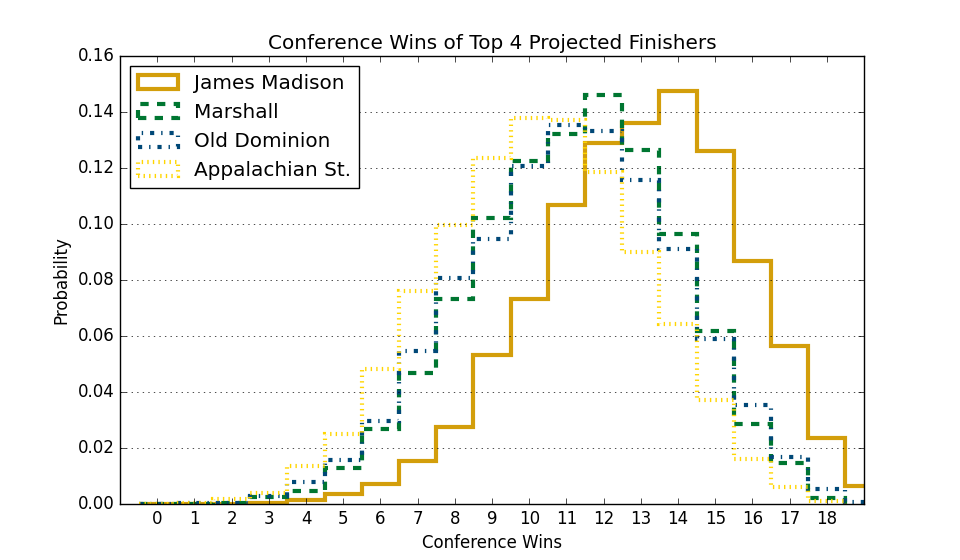 Conference Wins of Top 4 Projected Finishers
0.16
0.14
0.12
0.10
0.08
0.06
0.04
0.02
0.00
Probability
James Madison
Marshall
Old Dominion
Appalachian St.
0 1 2 3 4 5 6 7 8 9 10 11 12 13 14 15 16 17 18
Conference Wins